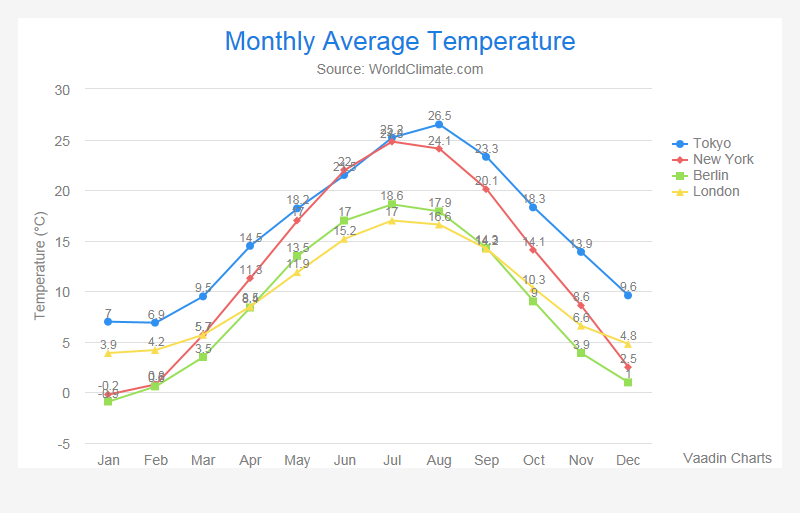 Monthly Average Temperature
Source: WorldClimate.com
Temperature (°C)
30
25
20
15
10
5
0
-5
Jan Feb Mar Apr May Jun Jul Aug Sep Oct Nov Dec
7 6.9 9.5 14.5 18.2 25.2 26.5 23.3 18.3 13.9 9.6
-0.2 5.7 11.3 17 22 24.1 20.1 14.1 8.6 2.5
3.5 13.5 17 18.6 17.9 14.3 9 3.9 1
3.9 4.2 8.5 11.9 15.2 17 16.6 10.3 6.6 4.8
Tokyo
New York
Berlin
London
Vaadin Charts